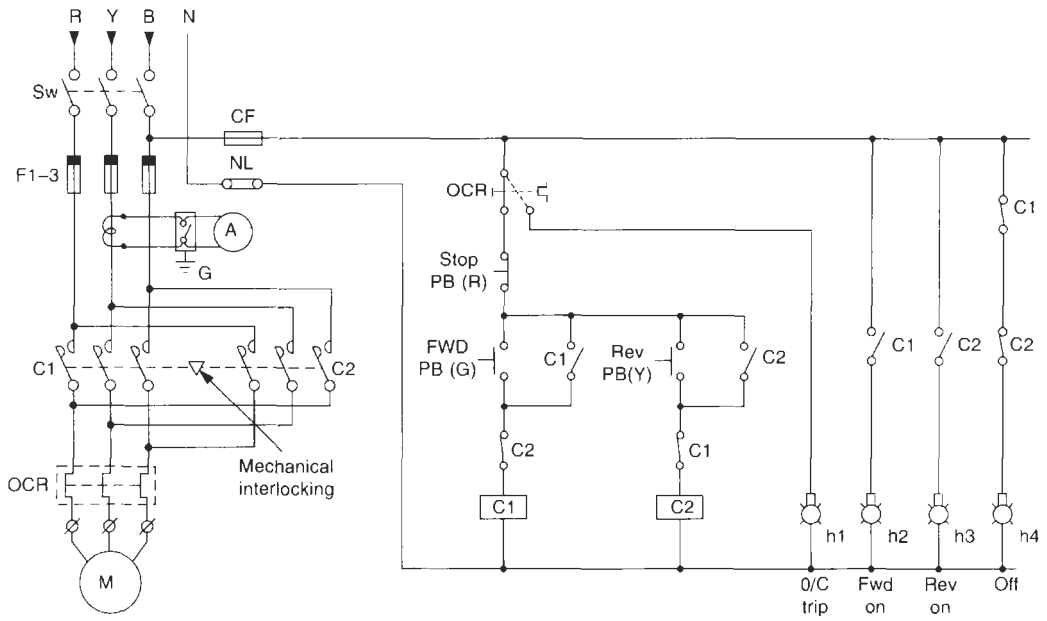 R Y B N
Sw
CF
F1-3
NL
OCR
A
C1
G
Stop
PB (R)
FWD
PB (G)
C1
Rev
PB(Y)
C2
C1
C2
C2
C1
C2
Mechanical
interlocking
C2
C1
OCR
C1
C2
h1
h2
h3
h4
M
0/C
trip
Fwd
on
Rev
on
Off